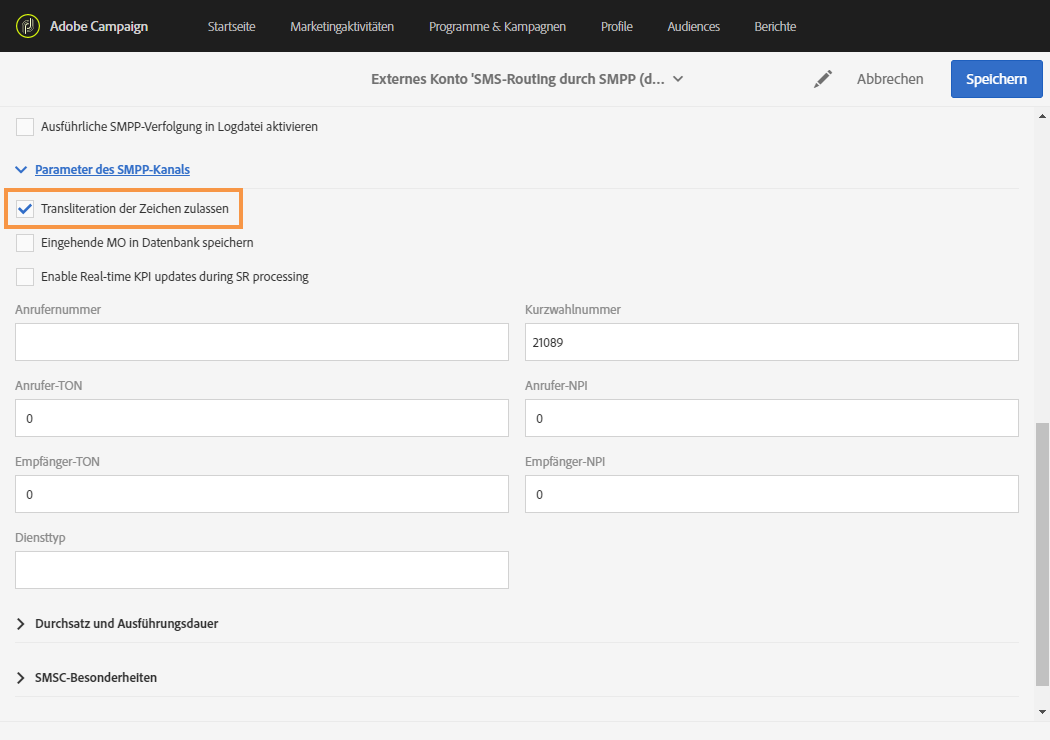 Adobe Campaign Startseite Marketingaktivitäten Programme & Kampagnen Profile Audiences Berichte
Externes Konto 'SMS-Routing durch SMPP (d... Abbrechen Speichern
Ausführliche SMPP-Verfolgung in Logdatei aktivieren
Parameter des SMPP-Kanals
Transliteration der Zeichen zulassen
Eingehende MO in Datenbank speichern
Enable Real-time KPI updates during SR processing
Anrufernummer Kurzwahlnummer
21089
Anrufer-TON Anrufer-NPI
0 0
Empfänger-TON Empfänger-NPI
0 0
Diensttyp
Durchsatz und Ausführungsdauer
SMSC-Besonderheiten